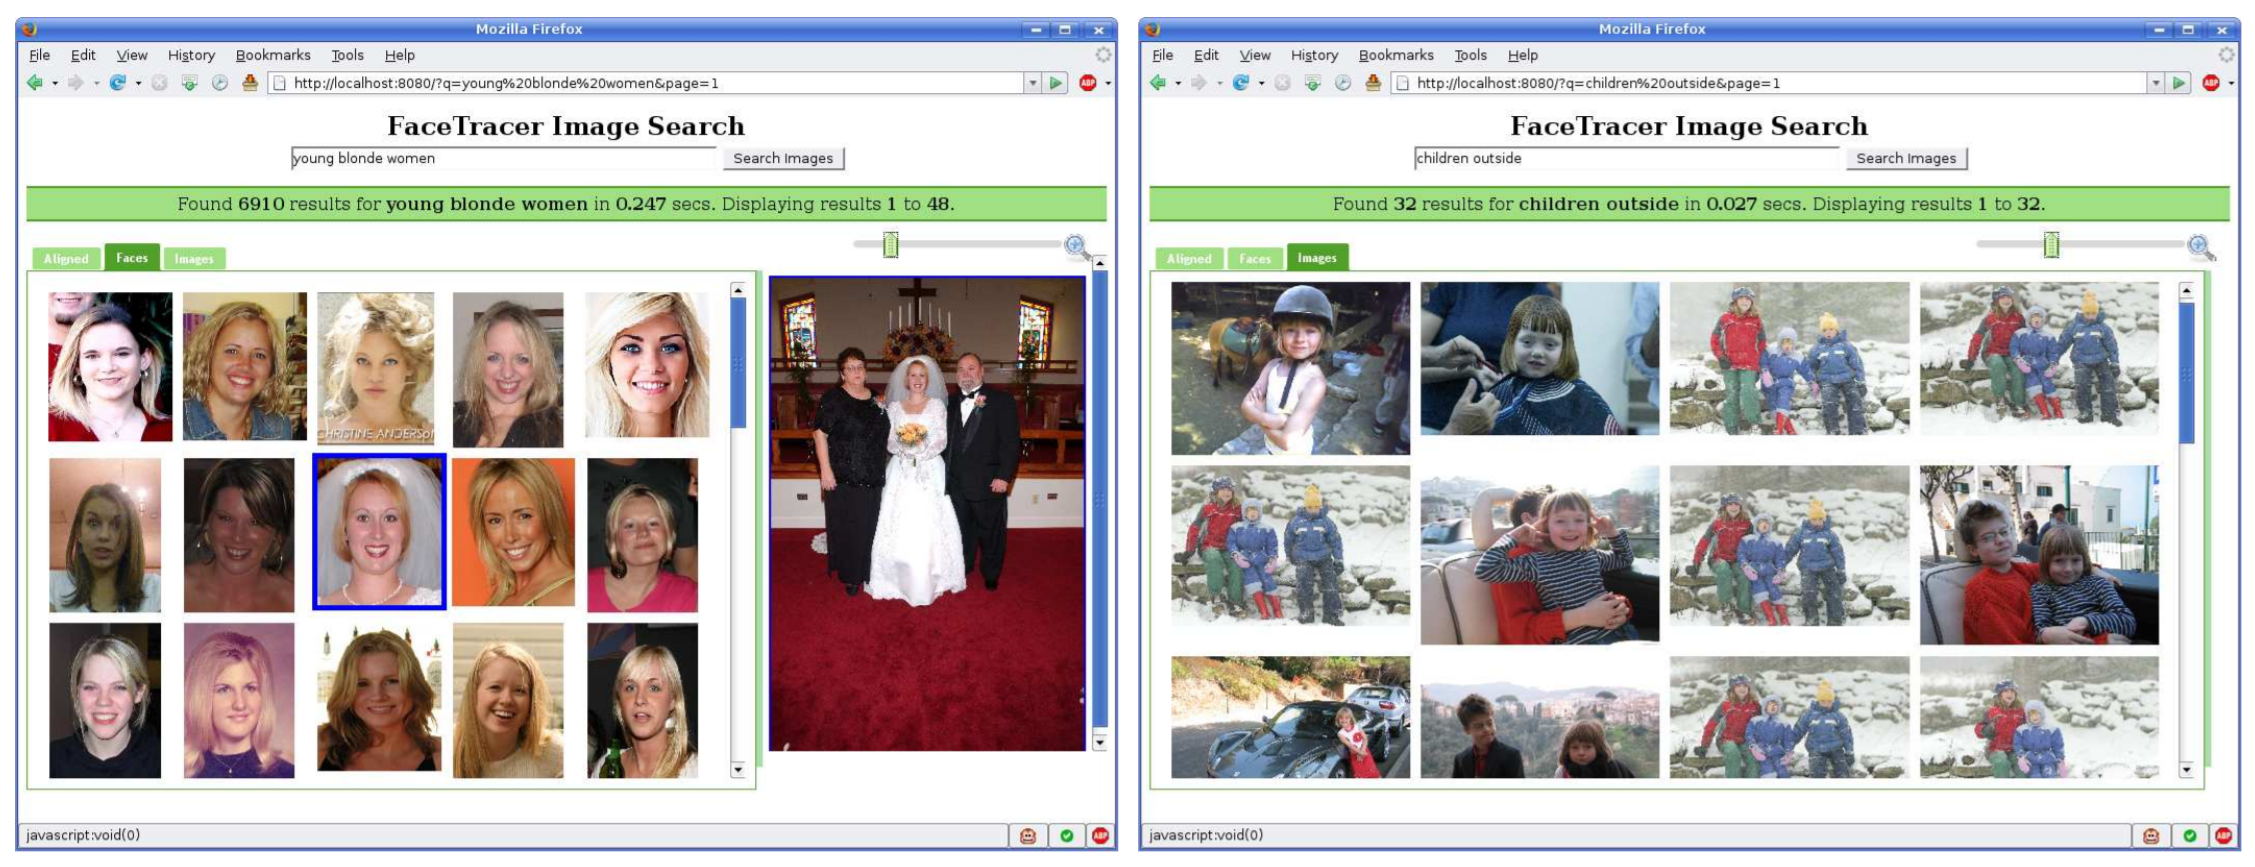 Mozilla Firefox
File Edit View History Bookmarks Tools Help
http://localhost:8080/?q=young%20blonde%20women&page=1
ABP
FaceTracer Image Search
young blonde women Search Images
Found 6910 results for young blonde women in 0.247 secs. Displaying results 1 to 48.
Aligned Faces Images
CHRISTINE ANDERSON
javascript:void(0)
ABP
Mozilla Firefox
File Edit View History Bookmarks Tools Help
http://localhost:8080/?q=children%20outside&page=1
ABP
FaceTracer Image Search
children outside Search Images
Found 32 results for children outside in 0.027 secs. Displaying results 1 to 32.
Aligned Faces Images
javascript:void(0)
ABP